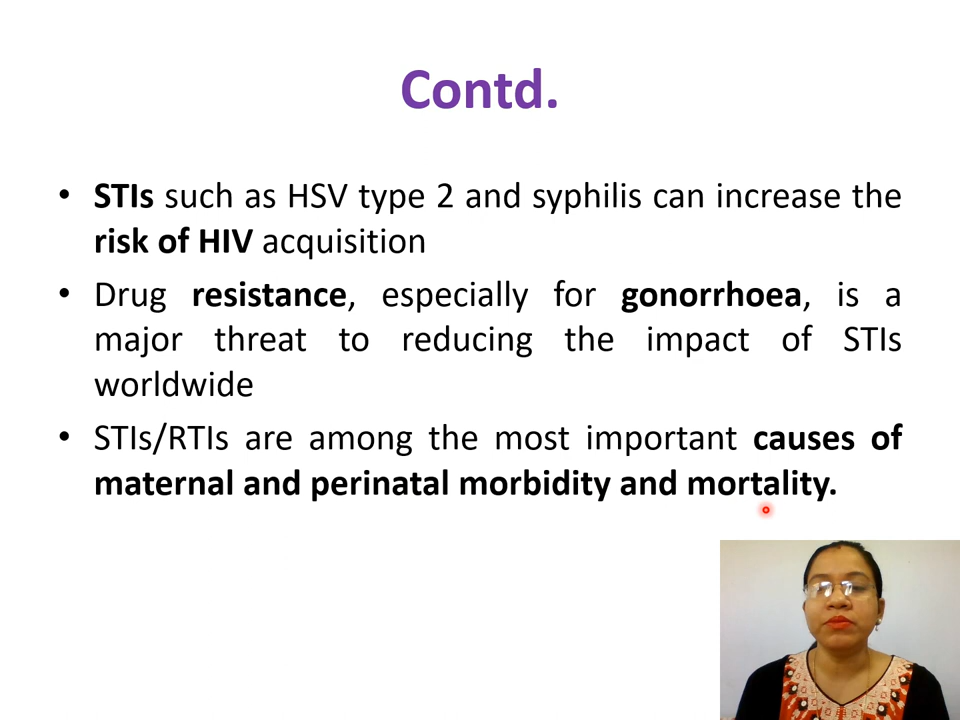 Contd.
• STIs such as HSV type 2 and syphilis can increase the
risk of HIV acquisition
• Drug resistance, especially for gonorrhoea, is a
major threat to reducing the impact of STIs
worldwide
• STIs/RTIs are among the most important causes of
maternal and perinatal morbidity and mortality.